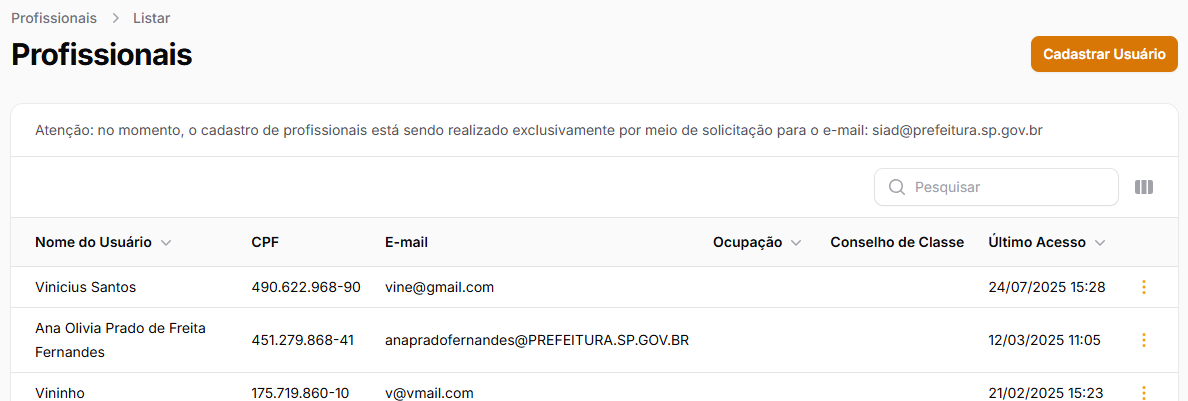 Profissionais > Listar
Profissionais
Cadastrar Usuário
Atenção: no momento, o cadastro de profissionais está sendo realizado exclusivamente por meio de solicitação para o e-mail: siad@prefeitura.sp.gov.br
Pesquisar
Nome do Usuário CPF E-mail Ocupação Conselho de Classe Último Acesso
Vinicius Santos 490.622.968-90 vine@gmail.com 24/07/2025 15:28
Ana Olivia Prado de Freita
Fernandes 451.279.868-41 anapradofernandes@PREFEITURA.SP.GOV.BR 12/03/2025 11:05
Vininho 175.719.860-10 v@vmail.com 21/02/2025 15:23